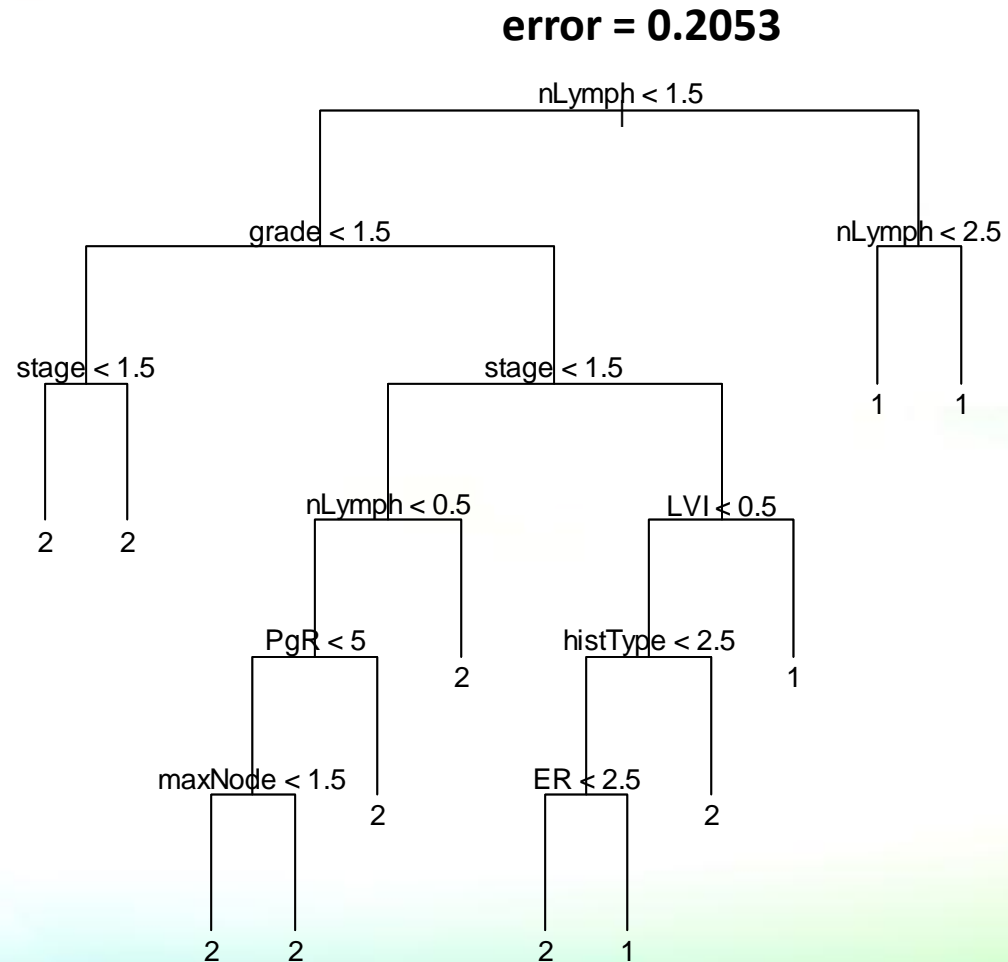 error = 0.2053
nLymph < 1.5
grade < 1.5
nLymph < 2.5
stage < 1.5
stage < 1.5
1
1
nLymph < 0.5
LVI < 0.5
2
2
PgR < 5
histType < 2.5
2
1
maxNode < 1.5
ER < 2.5
2
2
2
2
2
1